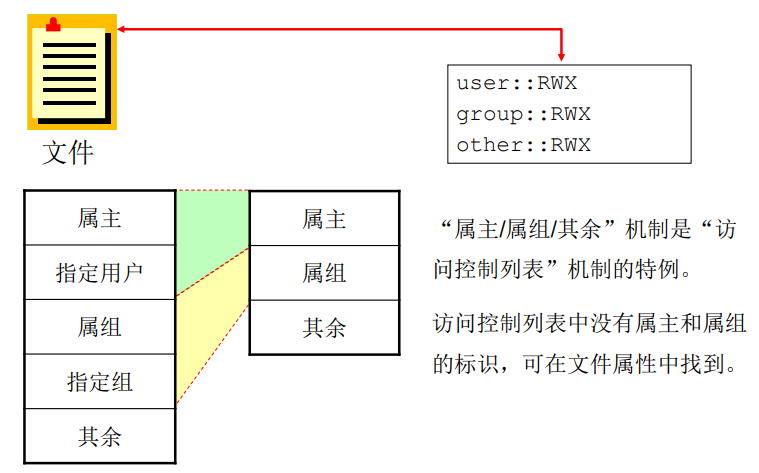 user::RWX
group::RWX
other::RWX
文件
属主
指定用户
属组
指定组
其余
属主
属组
其余
“属主/属组/其余”机制是“访
问控制列表”机制的特例。
访问控制列表中没有属主和属组
的标识，可在文件属性中找到。